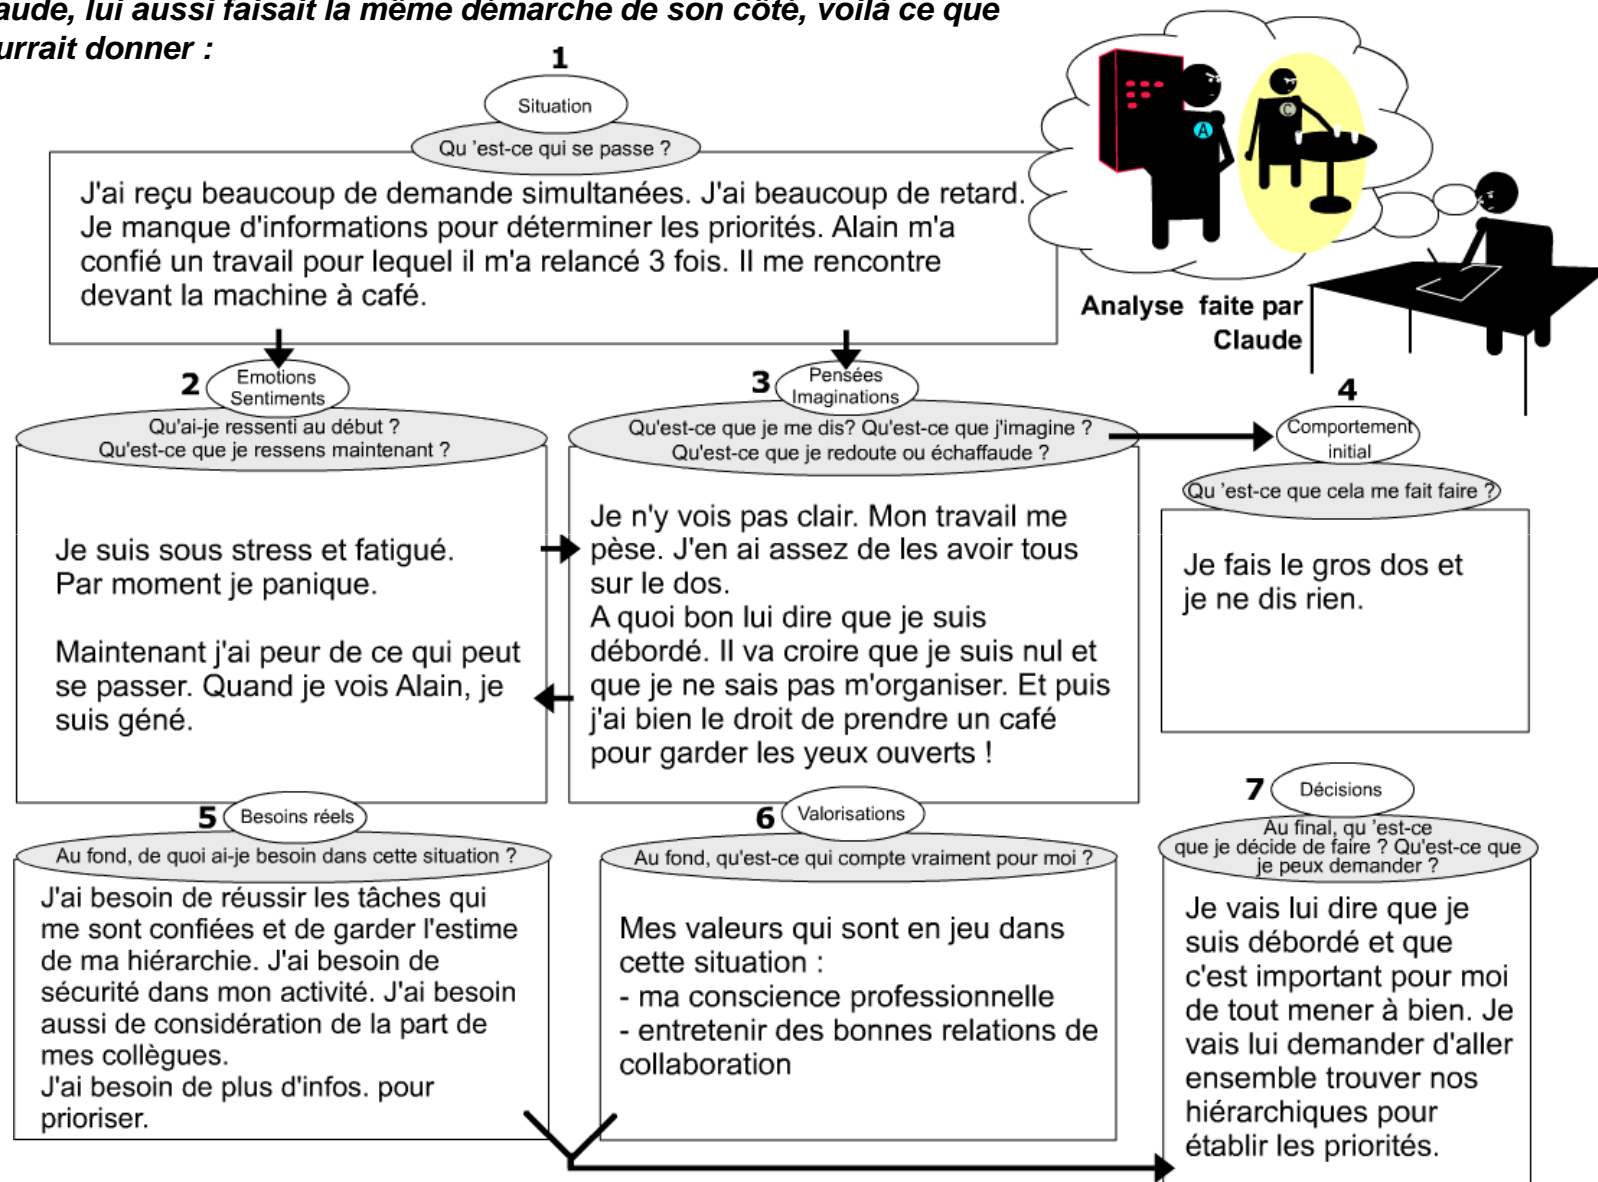 aude, lui aussi faisait la même démarche de son côté, voilà ce que
urrait donner :
1
Situation
Qu 'est-ce qui se passe ?
J'ai reçu beaucoup de demande simultanées. J'ai beaucoup de retard.
Je manque d'informations pour déterminer les priorités. Alain m'a
confié un travail pour lequel il m'a relancé 3 fois. Il me rencontre
devant la machine à café.
A
C
Analyse faite par
Claude
2
Emotions
Sentiments
Qu'ai-je ressenti au début ?
Qu'est-ce que je ressens maintenant ?
Je suis sous stress et fatigué.
Par moment je panique.
Maintenant j'ai peur de ce qui peut
se passer. Quand je vois Alain, je
suis géné.
3
Pensées
Imaginations
Qu'est-ce que je me dis? Qu'est-ce que j'imagine ?
Qu'est-ce que je redoute ou échaffaude ?
Je n'y vois pas clair. Mon travail me
pèse. J'en ai assez de les avoir tous
sur le dos.
A quoi bon lui dire que je suis
débordé. Il va croire que je suis nul et
que je ne sais pas m'organiser. Et puis
j'ai bien le droit de prendre un café
pour garder les yeux ouverts !
4
Comportement
initial
Qu 'est-ce que cela me fait faire ?
Je fais le gros dos et
je ne dis rien.
5
Besoins réels
Au fond, de quoi ai-je besoin dans cette situation ?
J'ai besoin de réussir les tâches qui
me sont confiées et de garder l'estime
de ma hiérarchie. J'ai besoin de
sécurité dans mon activité. J'ai besoin
aussi de considération de la part de
mes collègues.
J'ai besoin de plus d'infos. pour
prioriser.
6
Valorisations
Au fond, qu'est-ce qui compte vraiment pour moi ?
Mes valeurs qui sont en jeu dans
cette situation :
- ma conscience professionnelle
- entretenir des bonnes relations de
collaboration
7
Décisions
Au final, qu 'est-ce
que je décide de faire ? Qu'est-ce que
je peux demander ?
Je vais lui dire que je
suis débordé et que
c'est important pour moi
de tout mener à bien. Je
vais lui demander d'aller
ensemble trouver nos
hiérarchiques pour
établir les priorités.